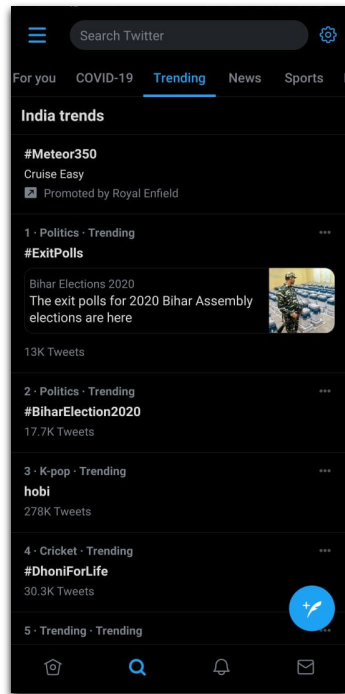 Search Twitter
For you COVID-19 Trending News Sports
India trends
#Meteor350
Cruise Easy
Promoted by Royal Enfield
1 · Politics · Trending
#ExitPolls
Bihar Elections 2020
The exit polls for 2020 Bihar Assembly
elections are here
13K Tweets
2 · Politics · Trending
#BiharElection2020
17.7K Tweets
3 · K-pop · Trending
hobi
278K Tweets
4 · Cricket · Trending
#DhoniForLife
30.3K Tweets
5 · Trending · Trending